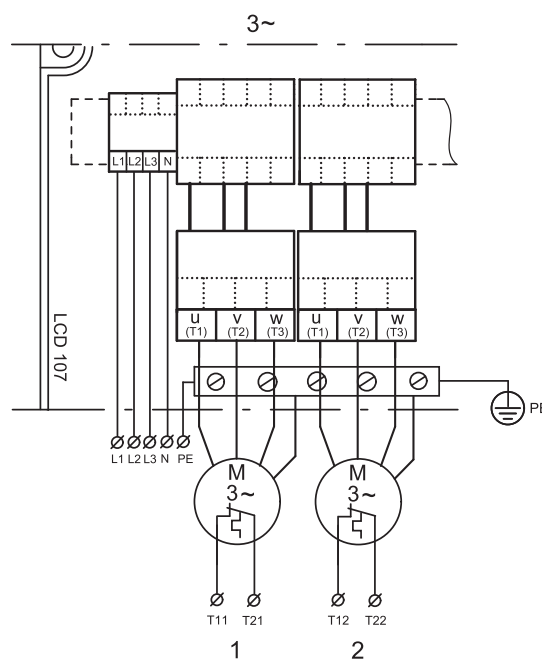 3~
L1 L2 L3 N
u v w u v w
(T1) (T2) (T3) (T1) (T2) (T3)
LCD 107
PE
L1 L2 L3 N PE
M M
3~ 3~
T11 T21 T12 T22
1 2